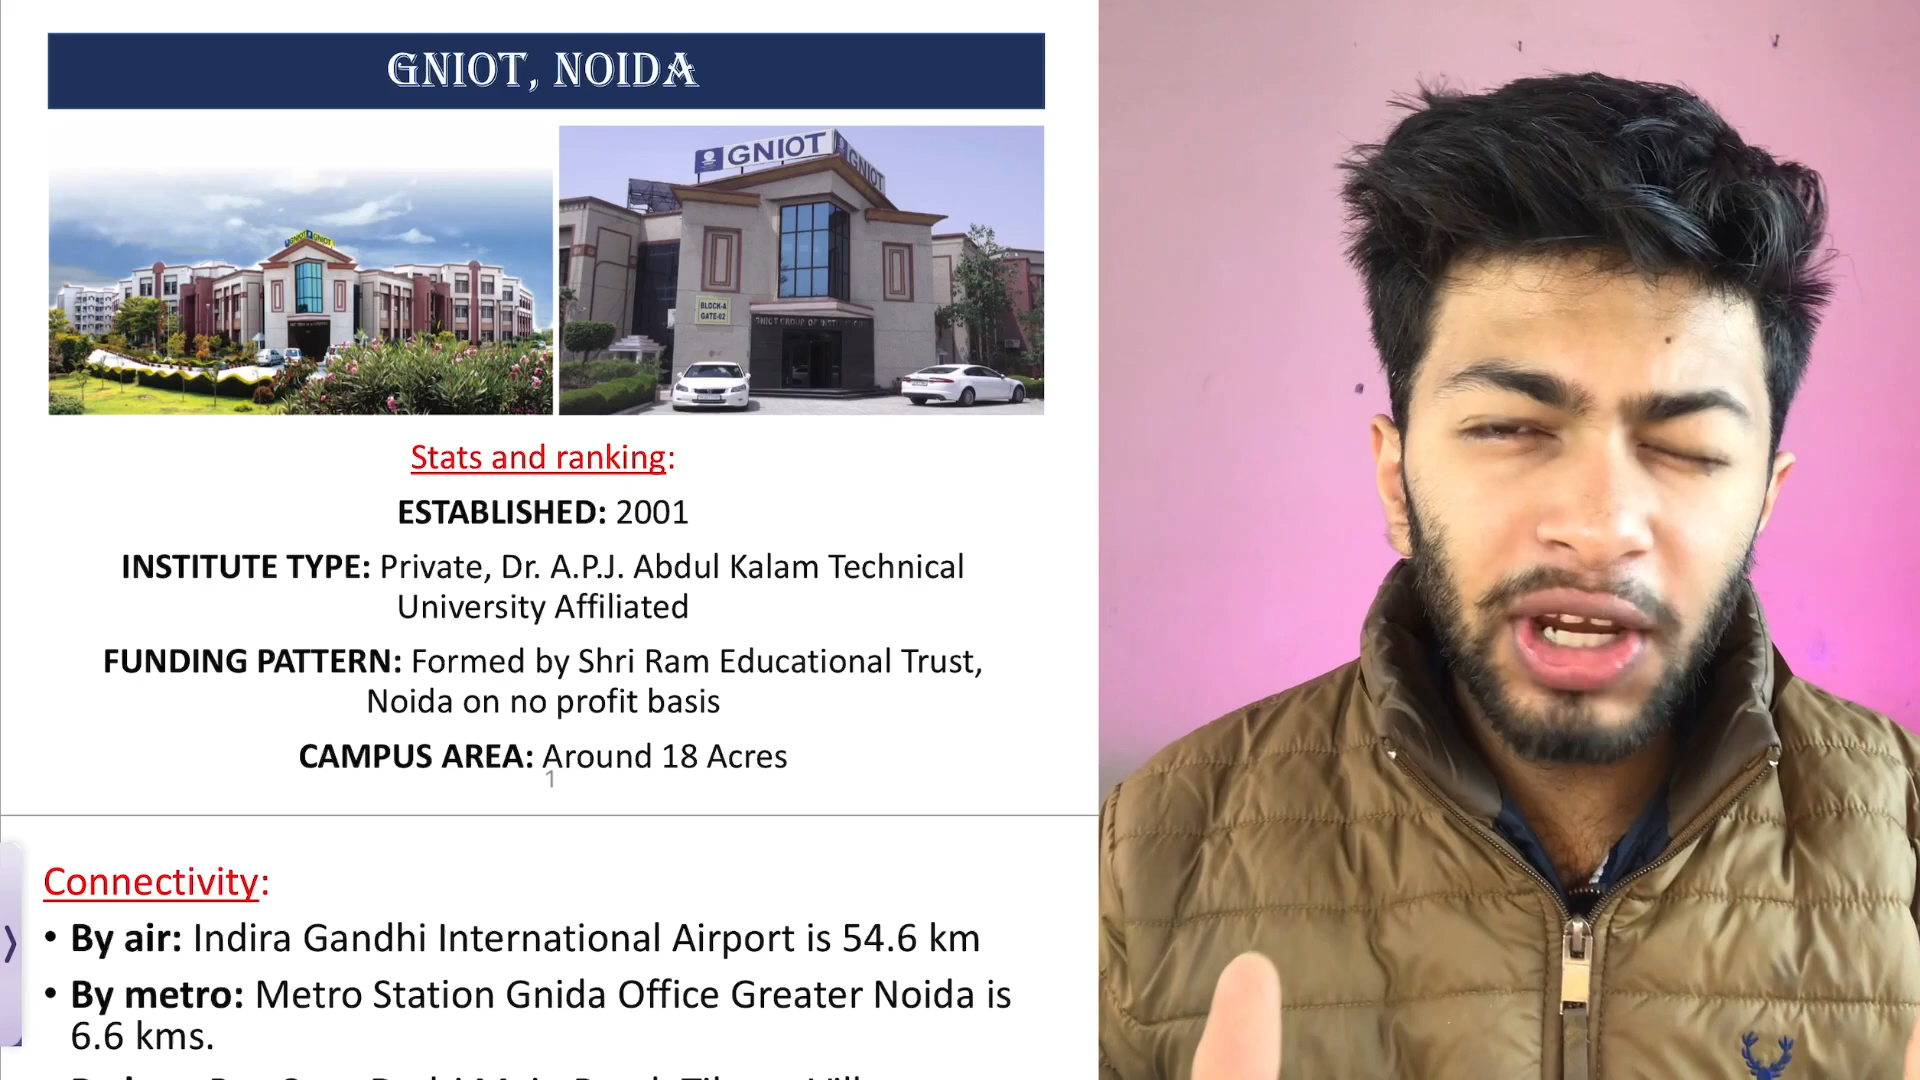 GNIOT, NOIDA
GNIOT GNIOT
GNIOT
GNIOT
BLOCK-A
GATE-02
Stats and ranking:
ESTABLISHED: 2001
INSTITUTE TYPE: Private, Dr. A.P.J. Abdul Kalam Technical
University Affiliated
FUNDING PATTERN: Formed by Shri Ram Educational Trust,
Noida on no profit basis
CAMPUS AREA: Around 18 Acres
1
Connectivity:
• By air: Indira Gandhi International Airport is 54.6 km
• By metro: Metro Station Gnida Office Greater Noida is
6.6 kms.